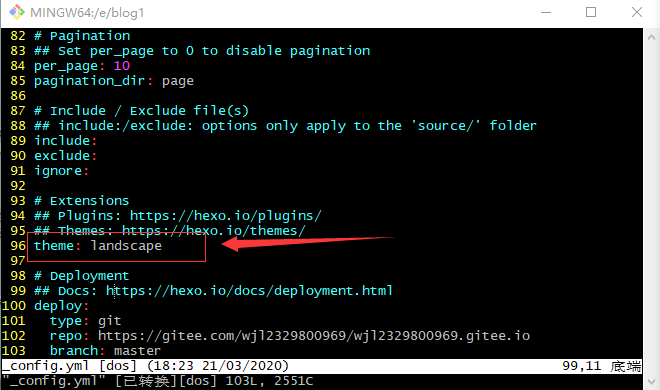 MINGW64:/e/blog1
82 # Pagination
83 ## Set per_page to 0 to disable pagination
84 per_page: 10
85 pagination_dir: page
86
87 # Include / Exclude file(s)
88 ## include:/exclude: options only apply to the 'source/' folder
89 include:
90 exclude:
91 ignore:
92
93 # Extensions
94 ## Plugins: https://hexo.io/plugins/
95 ## Themes: https://hexo.io/themes/
96 theme: landscape
97
98 # Deployment
99 ## Docs: https://hexo.io/docs/deployment.html
100 deploy:
101   type: git
102   repo: https://gitee.com/wjl2329800969/wjl2329800969.gitee.io
103   branch: master
_config.yml [dos] (18:23 21/03/2020) 99,11 底端
"_config.yml" [已转换][dos] 103L, 2551C